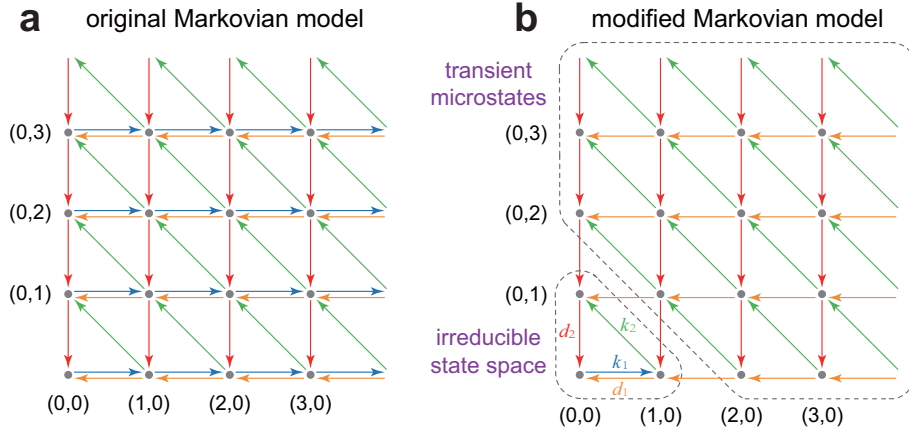 a original Markovian model
(0,3)
(0,2)
(0,1)
(0,0) (1,0) (2,0) (3,0)
b modified Markovian model
transient
microstates
(0,3)
(0,2)
(0,1)
irreducible
state space
d₂
k₂
k₁
d₁
(0,0) (1,0) (2,0) (3,0)